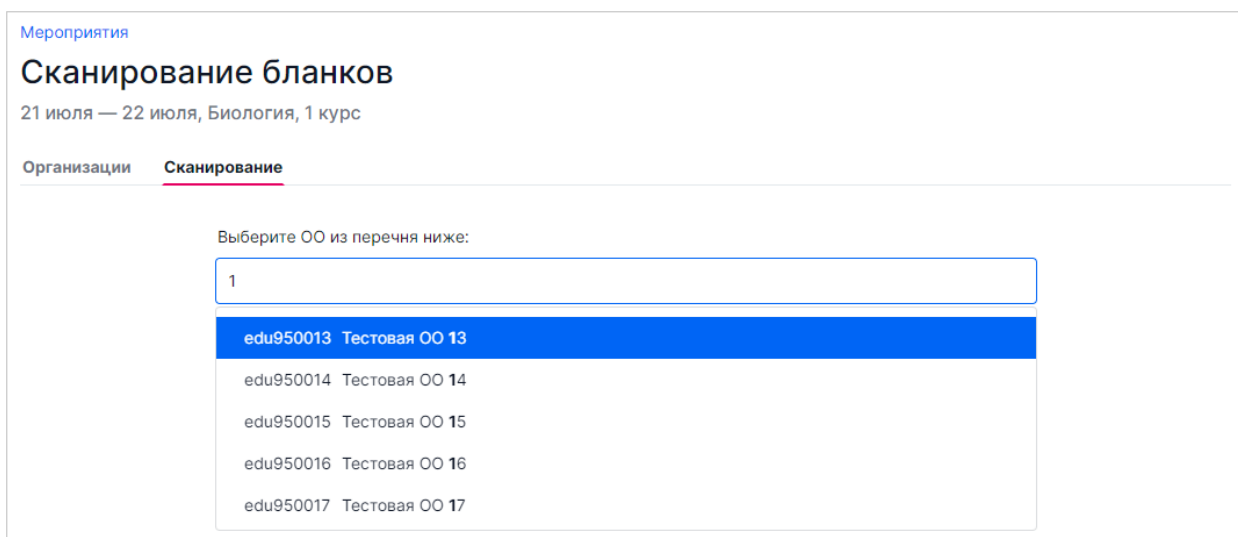 Мероприятия
Сканирование бланков
21 июля — 22 июля, Биология, 1 курс
Организации Сканирование
Выберите ОО из перечня ниже:
1
edu950013 Тестовая ОО 13
edu950014 Тестовая ОО 14
edu950015 Тестовая ОО 15
edu950016 Тестовая ОО 16
edu950017 Тестовая ОО 17